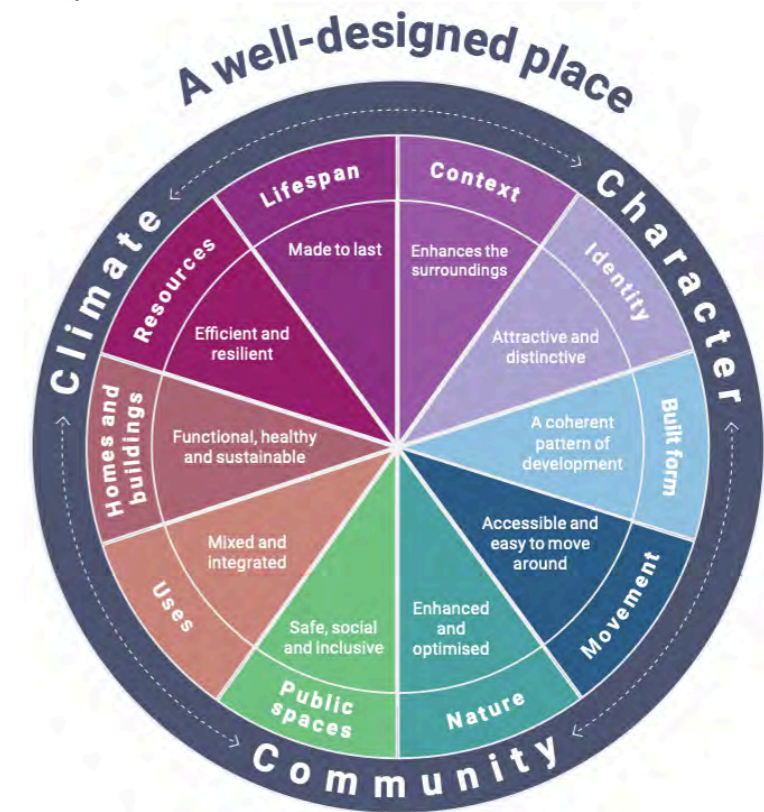 A well-designed place
Climate
Character
Community
Context
Enhances the
surroundings
Identity
Attractive and
distinctive
Built form
A coherent
pattern of
development
Movement
Accessible and
easy to move
around
Nature
Enhanced
and
optimised
Public
spaces
Safe, social
and inclusive
Uses
Mixed and
integrated
Homes and
buildings
Functional, healthy
and sustainable
Resources
Efficient and
resilient
Lifespan
Made to last